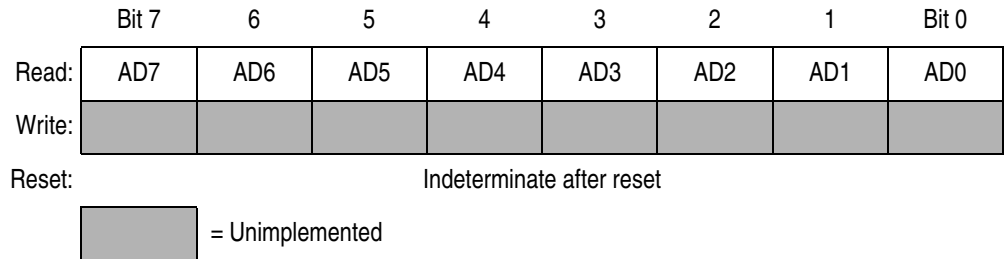 Bit 7 6 5 4 3 2 1 Bit 0
Read: AD7 AD6 AD5 AD4 AD3 AD2 AD1 AD0
Write:
Reset: Indeterminate after reset
= Unimplemented